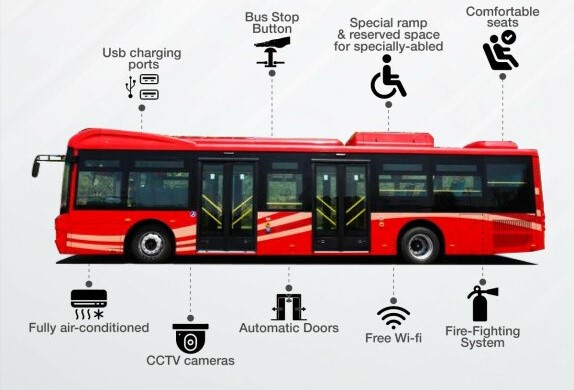 Usb charging
ports
Bus Stop
Button
Special ramp
& reserved space
for specially-abled
Comfortable
seats
Fully air-conditioned
CCTV cameras
Automatic Doors
Free Wi-fi
Fire-Fighting
System